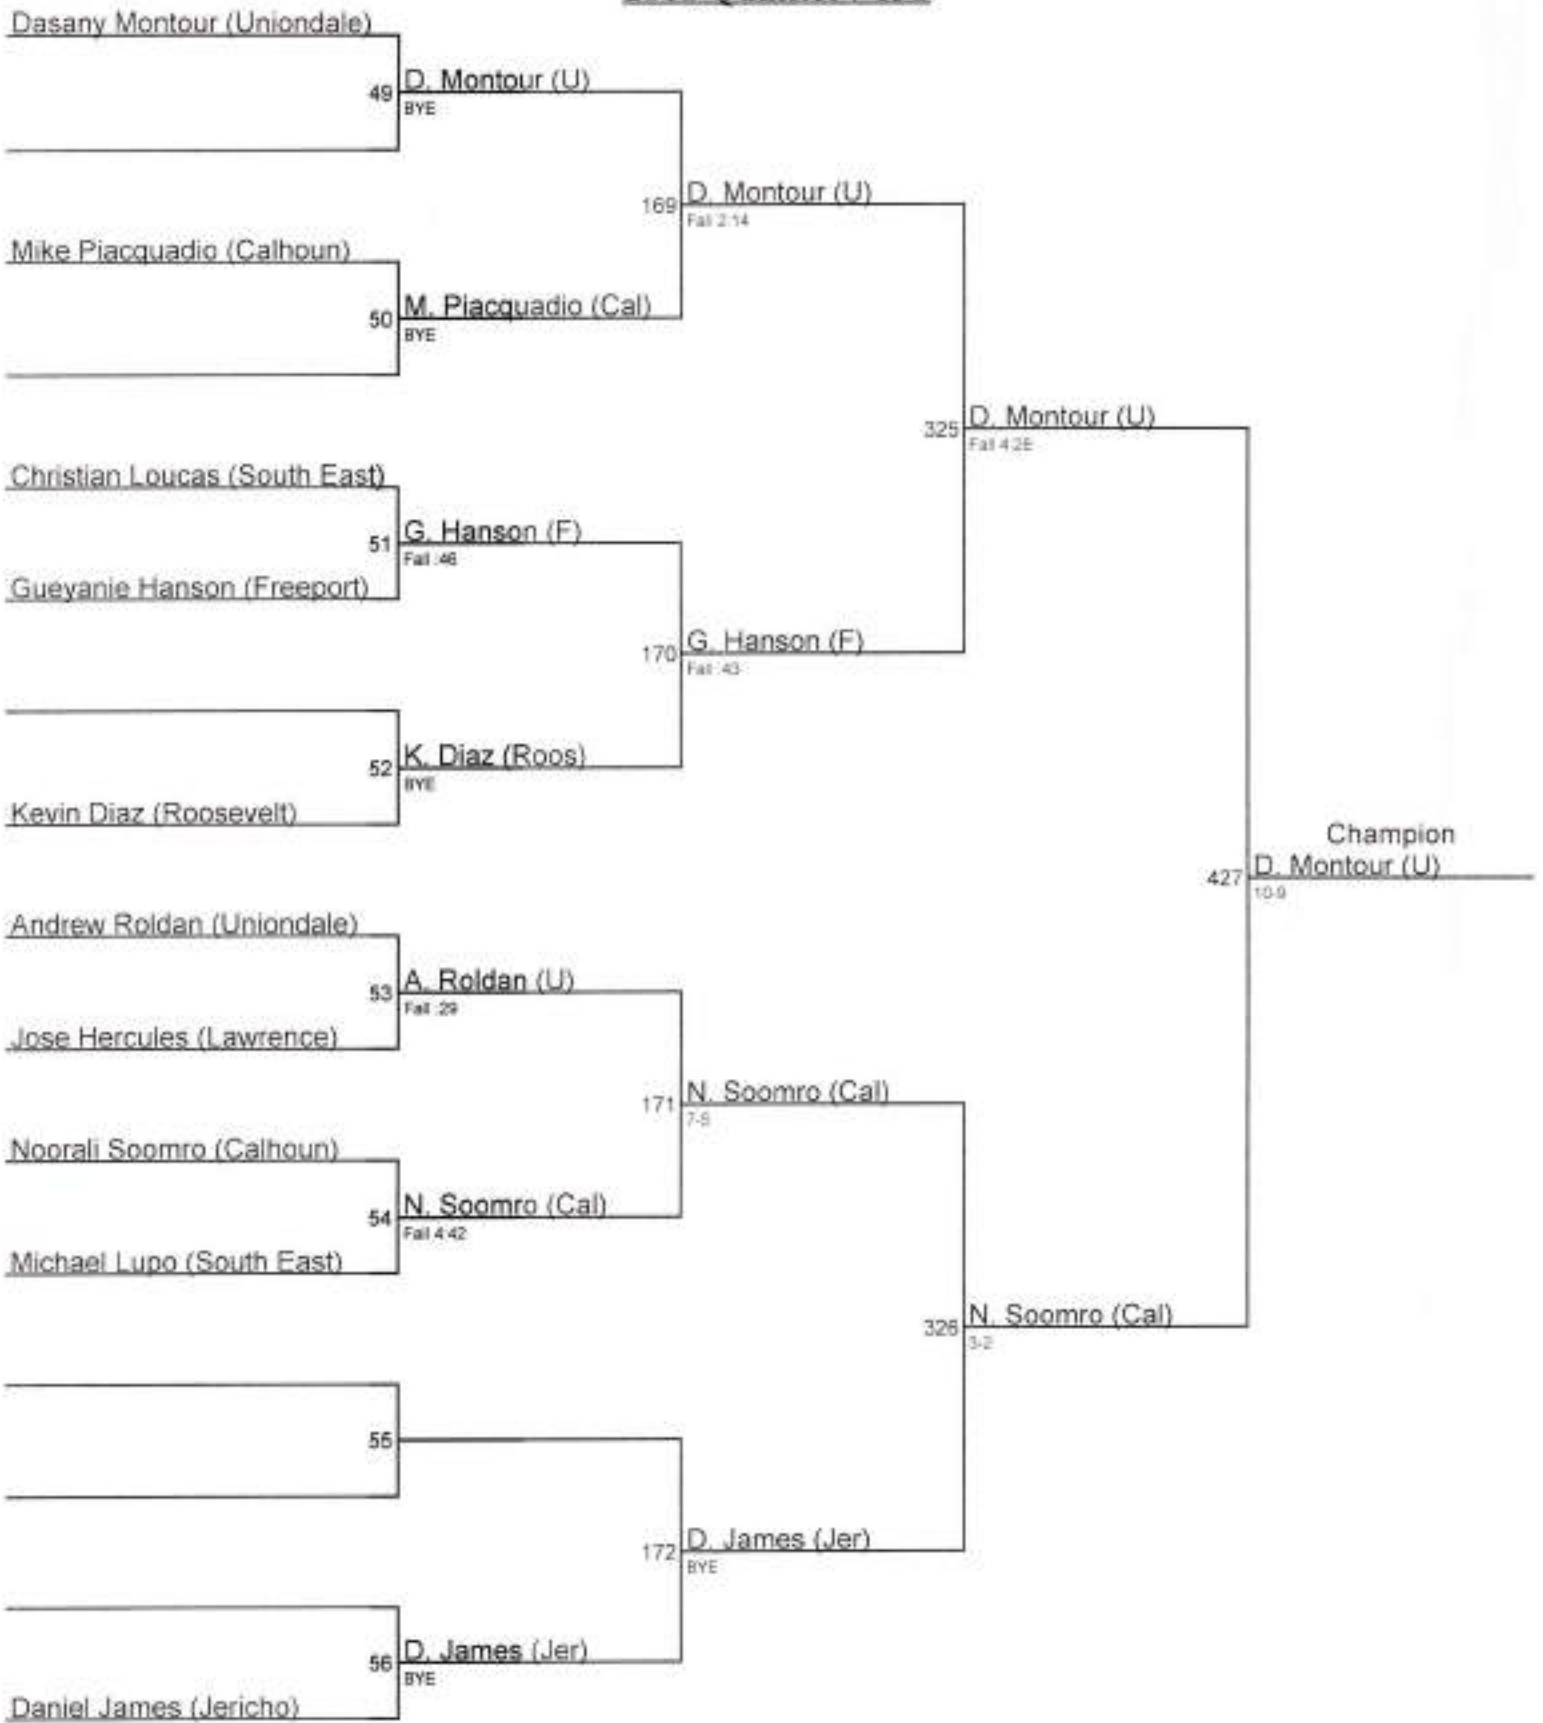 Dasany Montour (Uniondale)
49
D. Montour (U)
BYE
169
D. Montour (U)
Fall 2:14
Mike Piacquadio (Calhoun)
50
M. Piacquadio (Cal)
BYE
325
D. Montour (U)
Fall
Christian Loucas (South East)
51
G. Hanson (F)
Fall :46
Gueyanie Hanson (Freeport)
170
G. Hanson (F)
Fall :43
52
K. Diaz (Roos)
BYE
Kevin Diaz (Roosevelt)
Champion
427
D. Montour (U)
10-9
Andrew Roldan (Uniondale)
53
A. Roldan (U)
Fall :29
Jose Hercules (Lawrence)
171
N. Soomro (Cal)
Noorali Soomro (Calhoun)
54
N. Soomro (Cal)
Fall 4:42
Michael Lupo (South East)
326
N. Soomro (Cal)
3-2
55
172
D. James (Jer)
BYE
56
D. James (Jer)
BYE
Daniel James (Jericho)